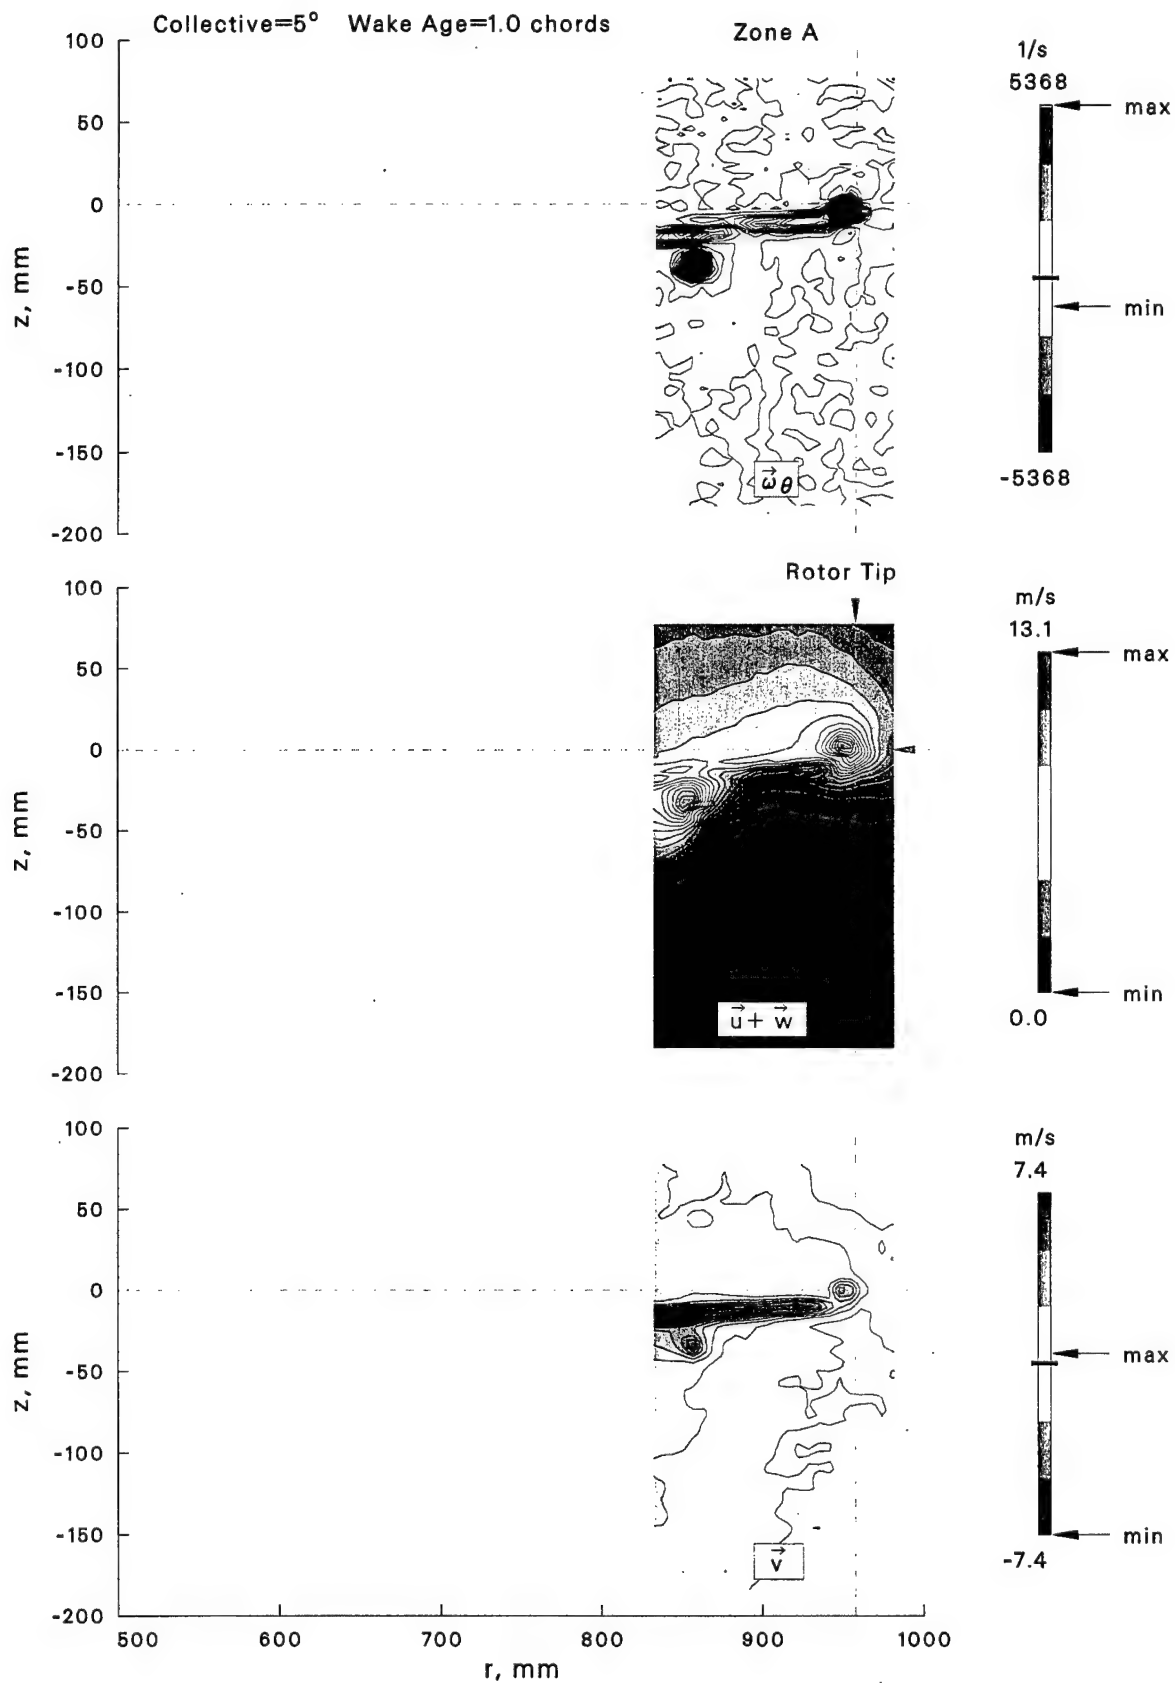 Collective=5° Wake Age=1.0 chords
Zone A
100
50
0
-50
-100
-150
-200
z, mm
ω⃗θ
1/s
5368
max
min
-5368
Rotor Tip
100
50
0
-50
-100
-150
-200
z, mm
u⃗ + w⃗
m/s
13.1
max
min
0.0
100
50
0
-50
-100
-150
-200
z, mm
v⃗
m/s
7.4
max
min
-7.4
500 600 700 800 900 1000
r, mm